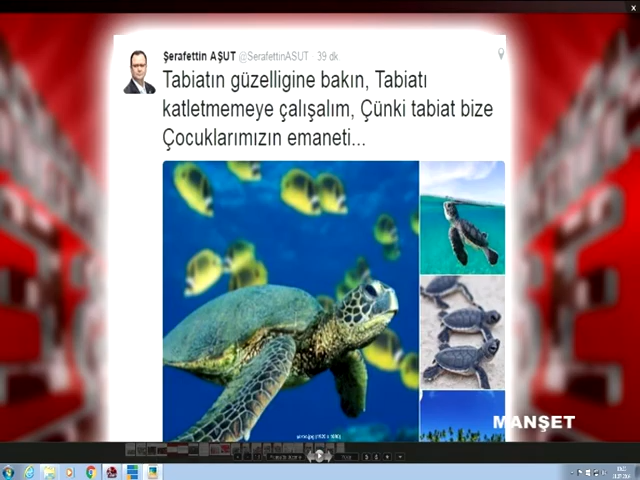 Şerafettin AŞUT @SerafettinASUT · 39 dk
Tabiatın güzelligine bakın, Tabiatı
katletmemeye çalışalım, Çünki tabiat bize
Çocuklarımızın emaneti...
MANŞET